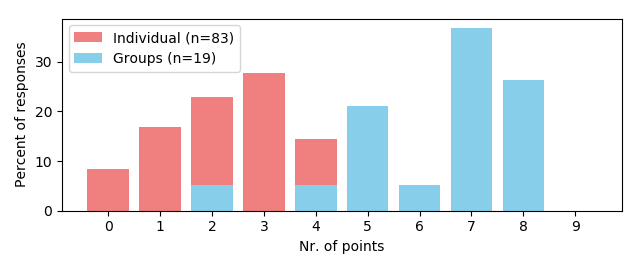 Individual (n=83)
Groups (n=19)
Percent of responses
30
20
10
0
0 1 2 3 4 5 6 7 8 9
Nr. of points